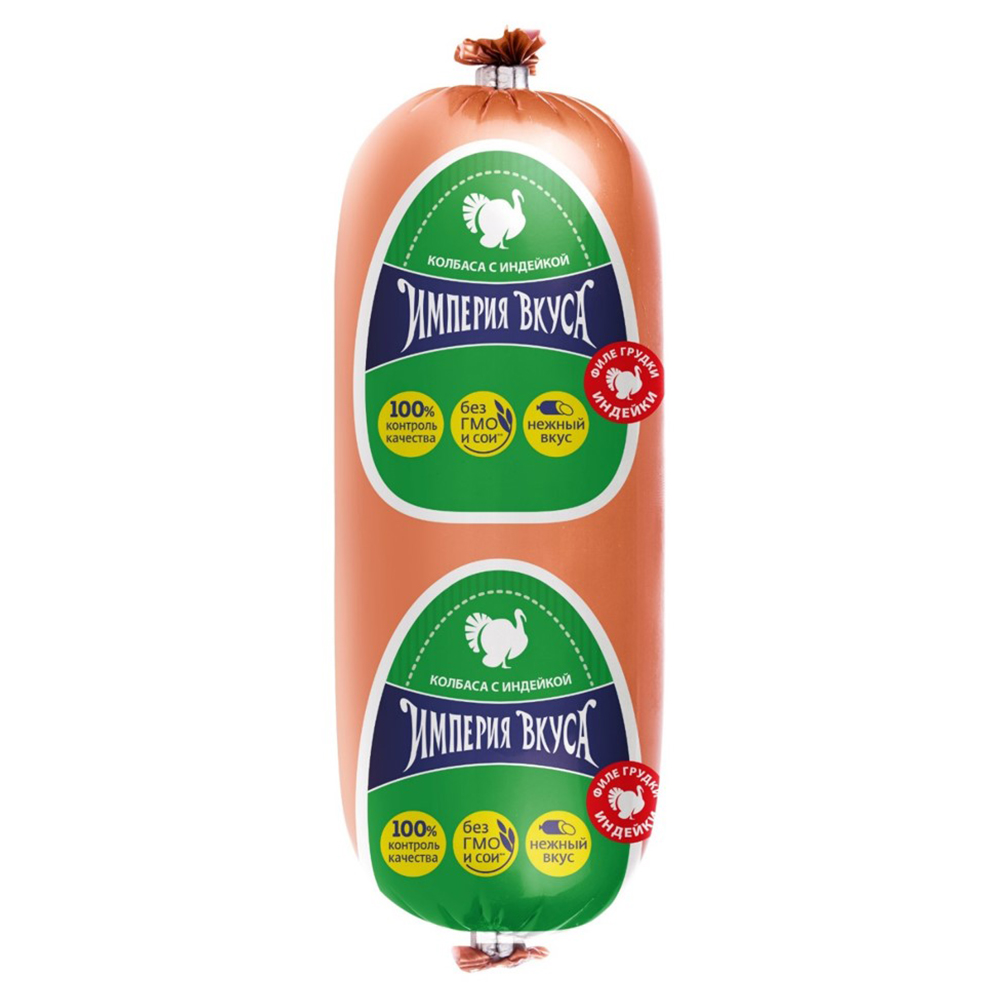 КОЛБАСА С ИНДЕЙКОЙ
ИМПЕРИЯ ВКУСА
ФИЛЕ ГРУДКИ
ИНДЕЙКИ
100%
контроль
качества
без
ГМО
и сои**
нежный
вкус
КОЛБАСА С ИНДЕЙКОЙ
ИМПЕРИЯ ВКУСА
ФИЛЕ ГРУДКИ
ИНДЕЙКИ
100%
контроль
качества
без
ГМО
и сои**
нежный
вкус